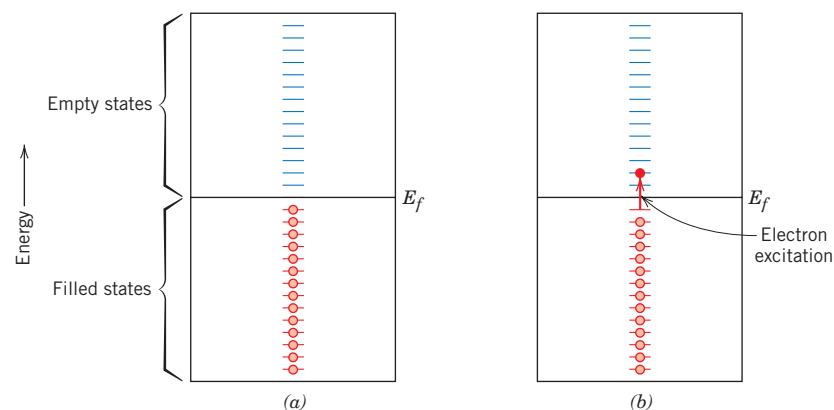 Empty states
E_f
E_f
Energy
Electron
excitation
Filled states
(a)
(b)